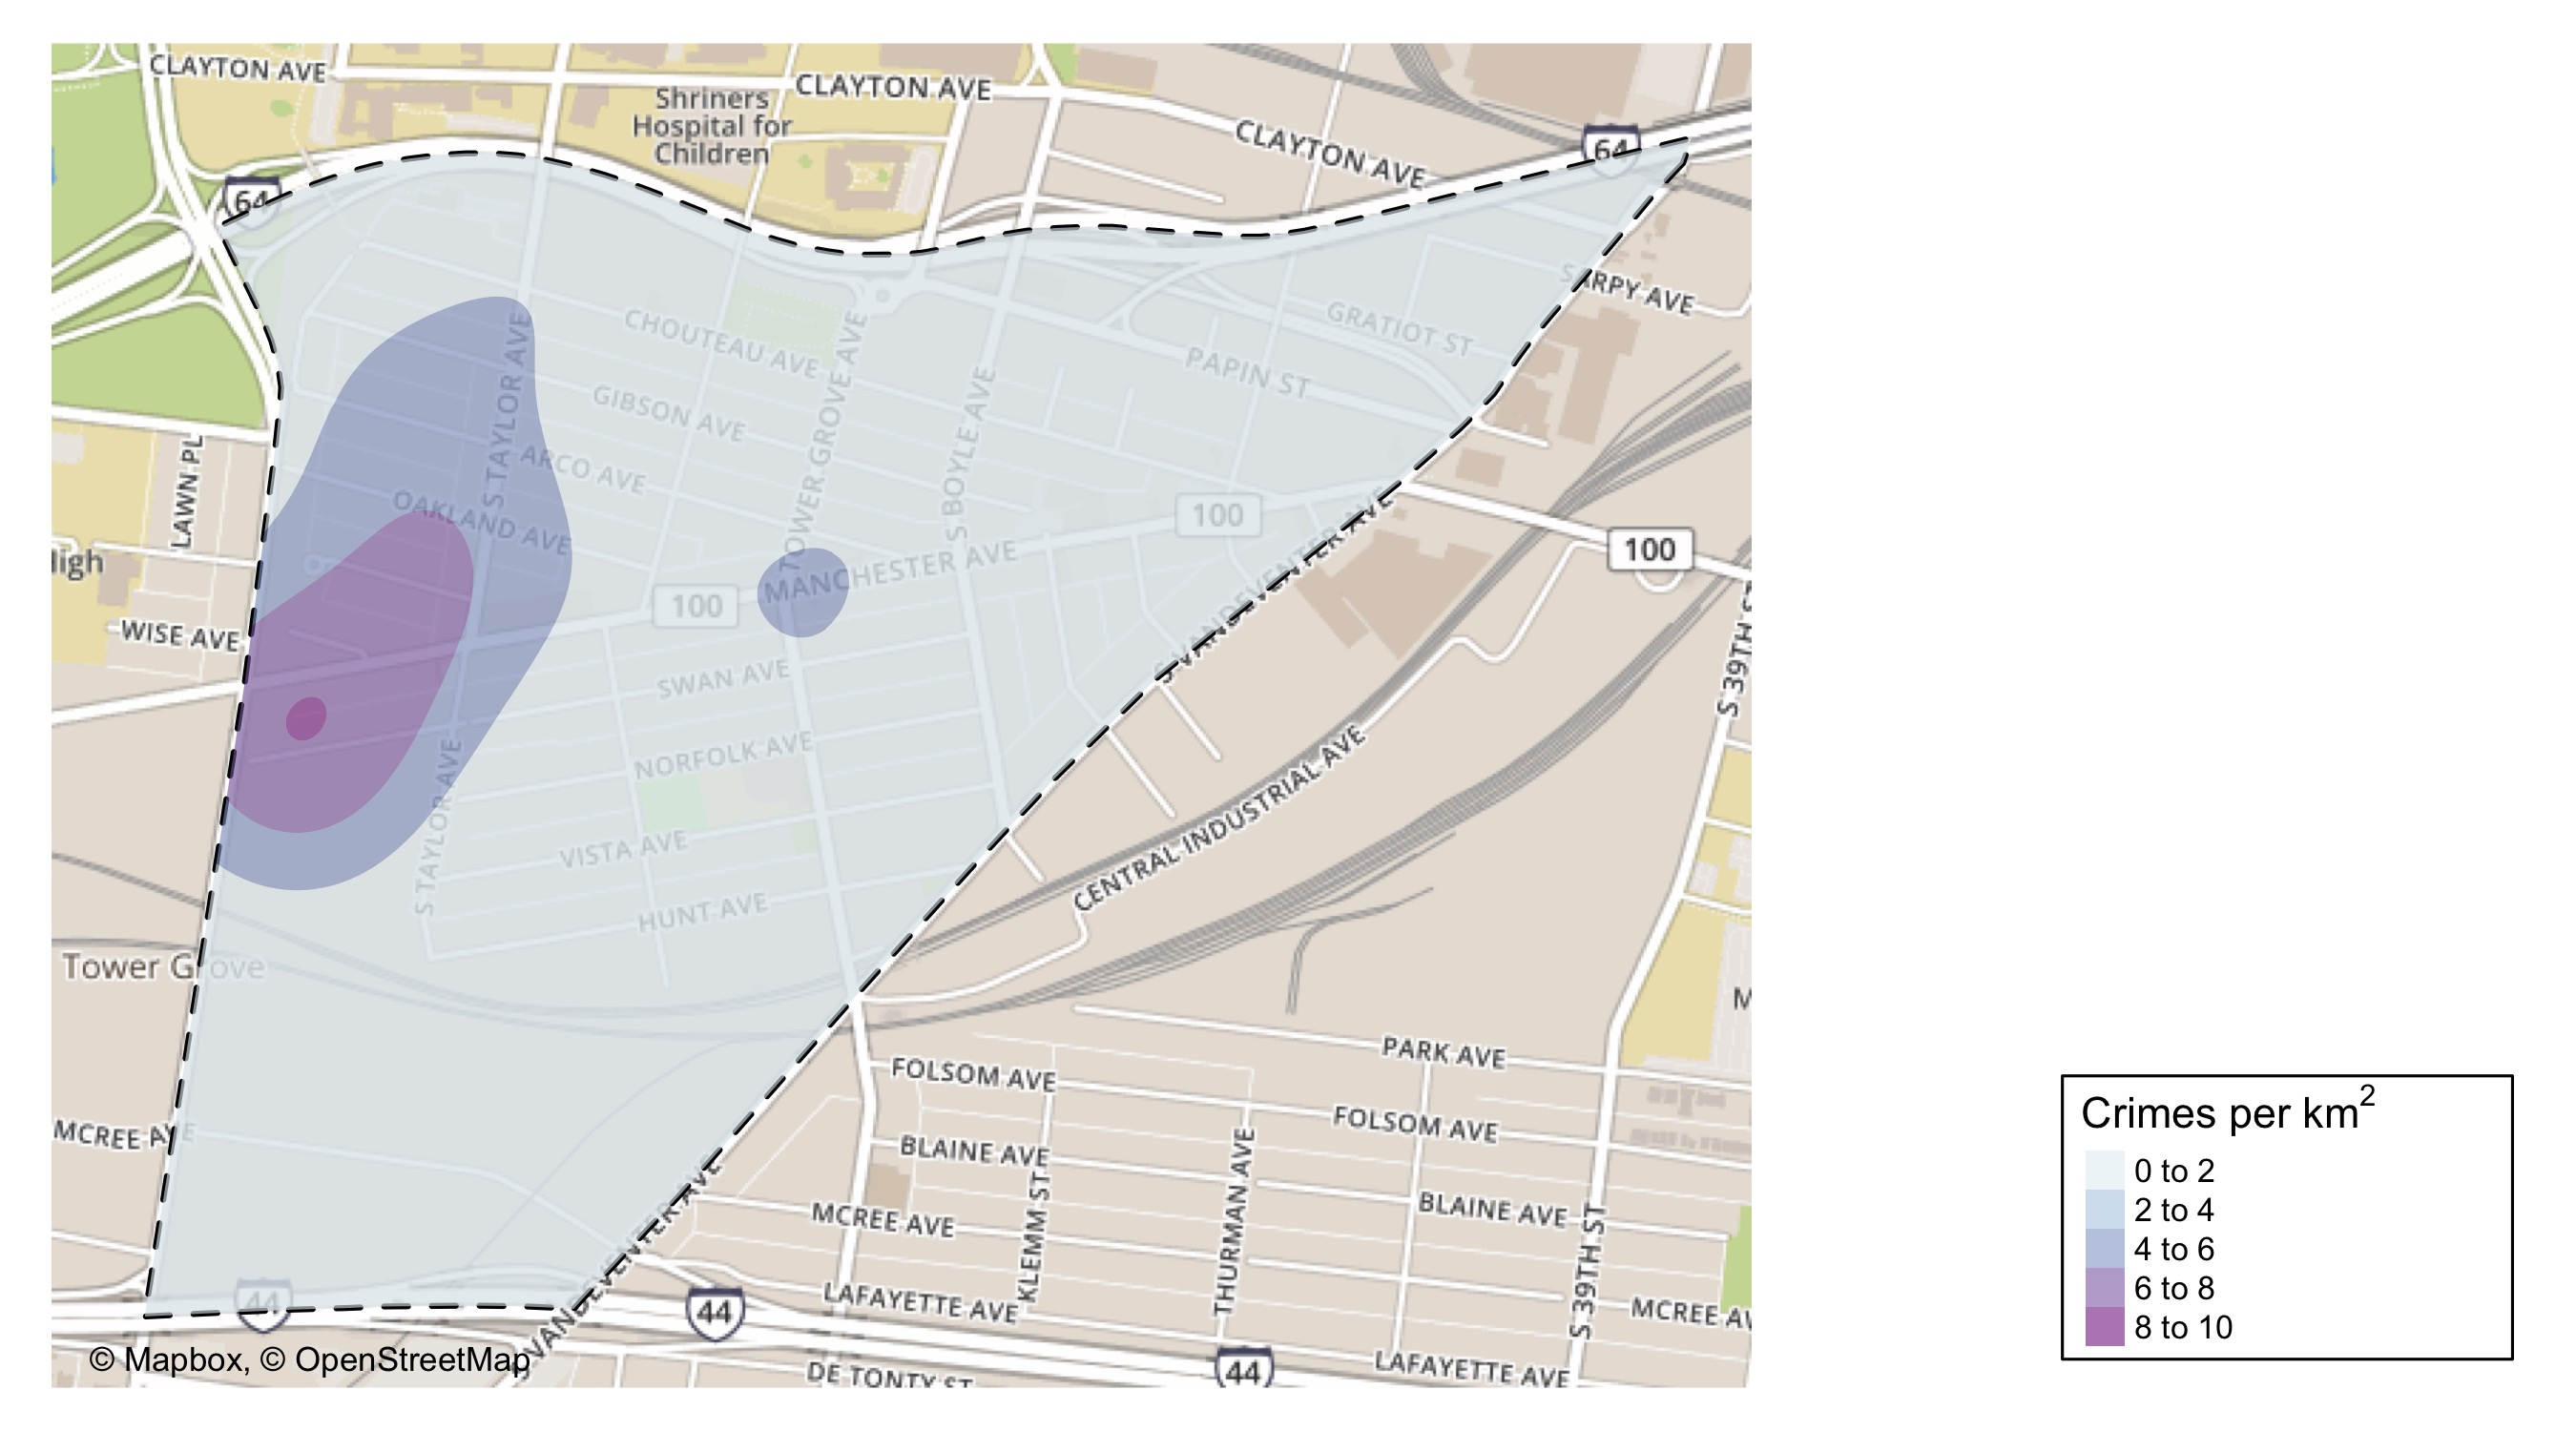 CLAYTON AVE
CLAYTON AVE
Shriners
Hospital for
Children
CLAYTON AVE
64
64
SARPY AVE
GRATIOT ST
CHOUTEAU AVE
PAPIN ST
S TAYLOR AVE
TOWER GROVE AVE
S BOYLE AVE
GIBSON AVE
LAWN PL
ARCO AVE
OAKLAND AVE
100
100
S VANDEVENTER AVE
High
MANCHESTER AVE
100
WISE AVE
S 39TH ST
SWAN AVE
NORFOLK AVE
CENTRAL INDUSTRIAL AVE
S TAYLOR AVE
VISTA AVE
HUNT AVE
Tower Grove
M
PARK AVE
FOLSOM AVE
FOLSOM AVE
MCREE AVE
BLAINE AVE
THURMAN AVE
KLEMM ST
BLAINE AVE
MCREE AVE
S 39TH ST
S VANDEVENTER AVE
44
44
LAFAYETTE AVE
MCREE AV
44
LAFAYETTE AVE
DE TONTY ST
© Mapbox, © OpenStreetMap
Crimes per km²
0 to 2
2 to 4
4 to 6
6 to 8
8 to 10